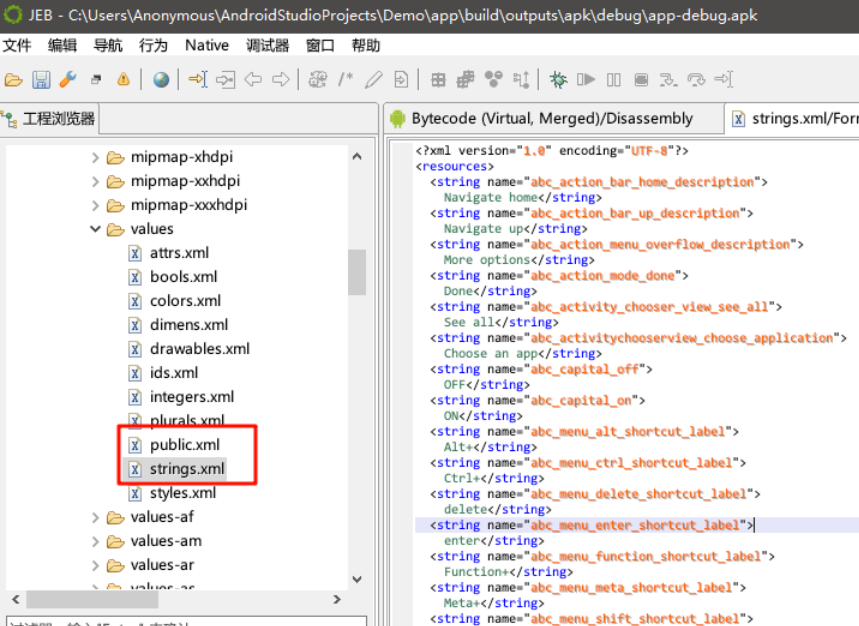 JEB - C:\Users\Anonymous\AndroidStudioProjects\Demo\app\build\outputs\apk\debug\app-debug.apk
文件 编辑 导航 行为 Native 调试器 窗口 帮助
工程浏览器
mipmap-xhdpi
mipmap-xxhdpi
mipmap-xxxhdpi
values
attrs.xml
bools.xml
colors.xml
dimens.xml
drawables.xml
ids.xml
integers.xml
plurals.xml
public.xml
strings.xml
styles.xml
values-af
values-am
values-ar
values-as
Bytecode (Virtual, Merged)/Disassembly
strings.xml/For
<?xml version="1.0" encoding="UTF-8"?>
<resources>
<string name="abc_action_bar_home_description">
Navigate home</string>
<string name="abc_action_bar_up_description">
Navigate up</string>
<string name="abc_action_menu_overflow_description">
More options</string>
<string name="abc_action_mode_done">
Done</string>
<string name="abc_activity_chooser_view_see_all">
See all</string>
<string name="abc_activitychooserview_choose_application">
Choose an app</string>
<string name="abc_capital_off">
OFF</string>
<string name="abc_capital_on">
ON</string>
<string name="abc_menu_alt_shortcut_label">
Alt+</string>
<string name="abc_menu_ctrl_shortcut_label">
Ctrl+</string>
<string name="abc_menu_delete_shortcut_label">
delete</string>
<string name="abc_menu_enter_shortcut_label">
enter</string>
<string name="abc_menu_function_shortcut_label">
Function+</string>
<string name="abc_menu_meta_shortcut_label">
Meta+</string>
<string name="abc_menu_shift_shortcut_label">